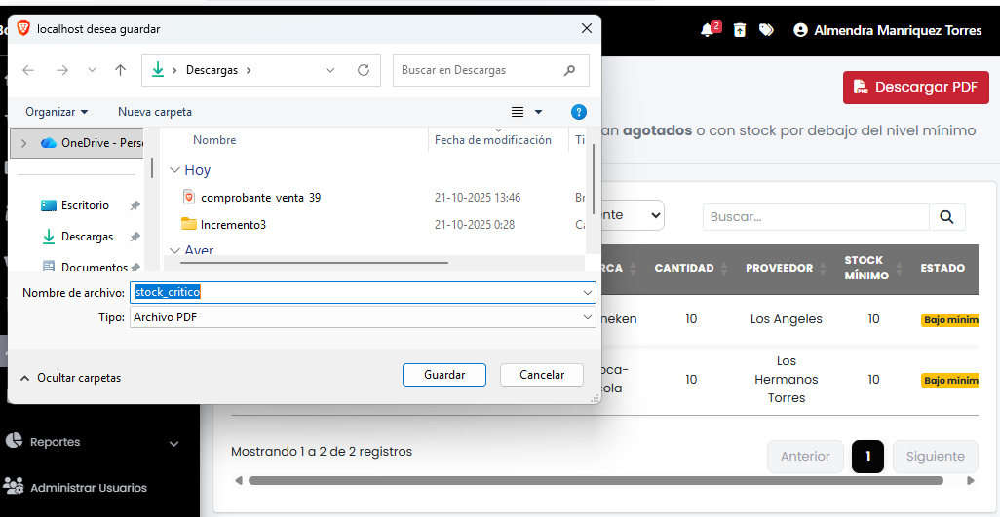 localhost desea guardar
2
Almendra Manriquez Torres
Descargas
Buscar en Descargas
Descargar PDF
Organizar
Nueva carpeta
OneDrive - Perso
agotados o con stock por debajo del nivel mínimo
Nombre
Fecha de modificación
Ti
Hoy
comprobante_venta_39
21-10-2025 13:46
Br
Incremento3
21-10-2025 0:28
Ca
Ayer
Escritorio
Descargas
Documentos
Buscar...
Nombre de archivo:
stock_critico
Tipo:
Archivo PDF
Ocultar carpetas
Guardar
Cancelar
RCA
CANTIDAD
PROVEEDOR
STOCK
MÍNIMO
ESTADO
neken
10
Los Angeles
10
Bajo mínim
oca-
ola
10
Los
Hermanos
Torres
10
Bajo mínim
Reportes
Mostrando 1 a 2 de 2 registros
Anterior
1
Siguiente
Administrar Usuarios